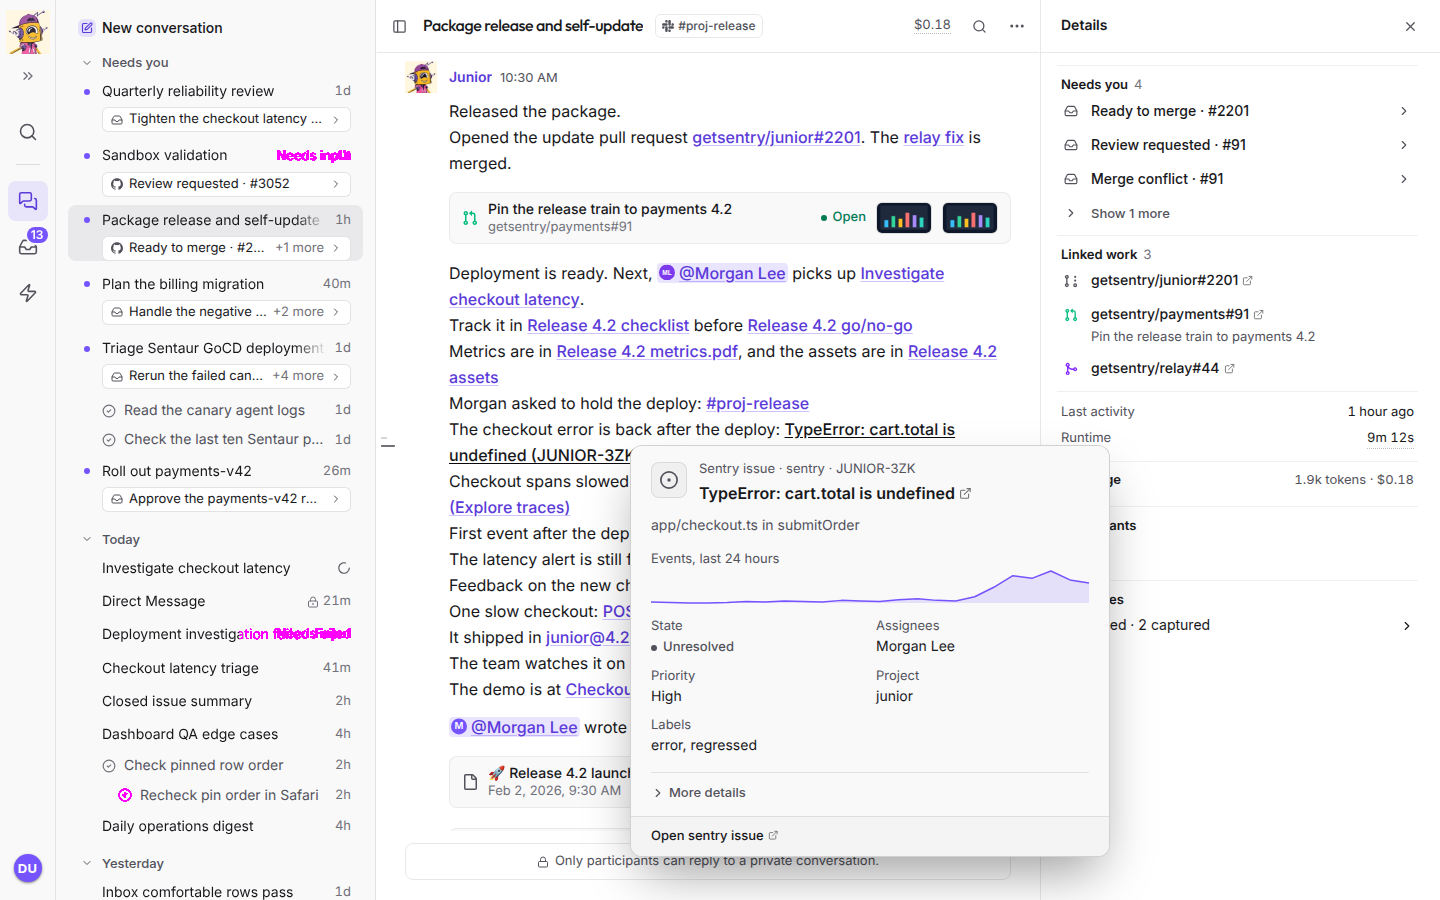 New conversation
Needs you
Quarterly reliability review 1d
Tighten the checkout latency ...
Sandbox validation
Review requested · #3052
Package release and self-update 1h
Ready to merge · #2... +1 more
Plan the billing migration 40m
Handle the negative ... +2 more
Triage Sentaur GoCD deployment 1d
Rerun the failed can... +4 more
Read the canary agent logs 1d
Check the last ten Sentaur p... 1d
Roll out payments-v42 26m
Approve the payments-v42 r...
Today
Investigate checkout latency
Direct Message 21m
Deployment investigation
Checkout latency triage 41m
Closed issue summary 2h
Dashboard QA edge cases 4h
Check pinned row order 2h
Recheck pin order in Safari 2h
Daily operations digest 4h
Yesterday
Inbox comfortable rows pass 1d
13
DU
Package release and self-update #proj-release $0.18
Junior 10:30 AM
Released the package.
Opened the update pull request getsentry/junior#2201. The relay fix is
merged.
Pin the release train to payments 4.2
getsentry/payments#91
Open
Deployment is ready. Next, ML @Morgan Lee picks up Investigate
checkout latency.
Track it in Release 4.2 checklist before Release 4.2 go/no-go
Metrics are in Release 4.2 metrics.pdf, and the assets are in Release 4.2
assets
Morgan asked to hold the deploy: #proj-release
The checkout error is back after the deploy: TypeError: cart.total is
undefined (JUNIOR-3ZK
Checkout spans slowed
(Explore traces)
First event after the dep
The latency alert is still f
Feedback on the new ch
One slow checkout: POS
It shipped in junior@4.2
The team watches it on
The demo is at Checkou
M @Morgan Lee wrote
🚀 Release 4.2 launch
Feb 2, 2026, 9:30 AM
Only participants can reply to a private conversation.
Sentry issue · sentry · JUNIOR-3ZK
TypeError: cart.total is undefined
app/checkout.ts in submitOrder
Events, last 24 hours
State Assignees
Unresolved Morgan Lee
Priority Project
High junior
Labels
error, regressed
More details
Open sentry issue
Details
Needs you 4
Ready to merge · #2201
Review requested · #91
Merge conflict · #91
Show 1 more
Linked work 3
getsentry/junior#2201
getsentry/payments#91
Pin the release train to payments 4.2
getsentry/relay#44
Last activity 1 hour ago
Runtime 9m 12s
ge 1.9k tokens · $0.18
ants
es
ed · 2 captured